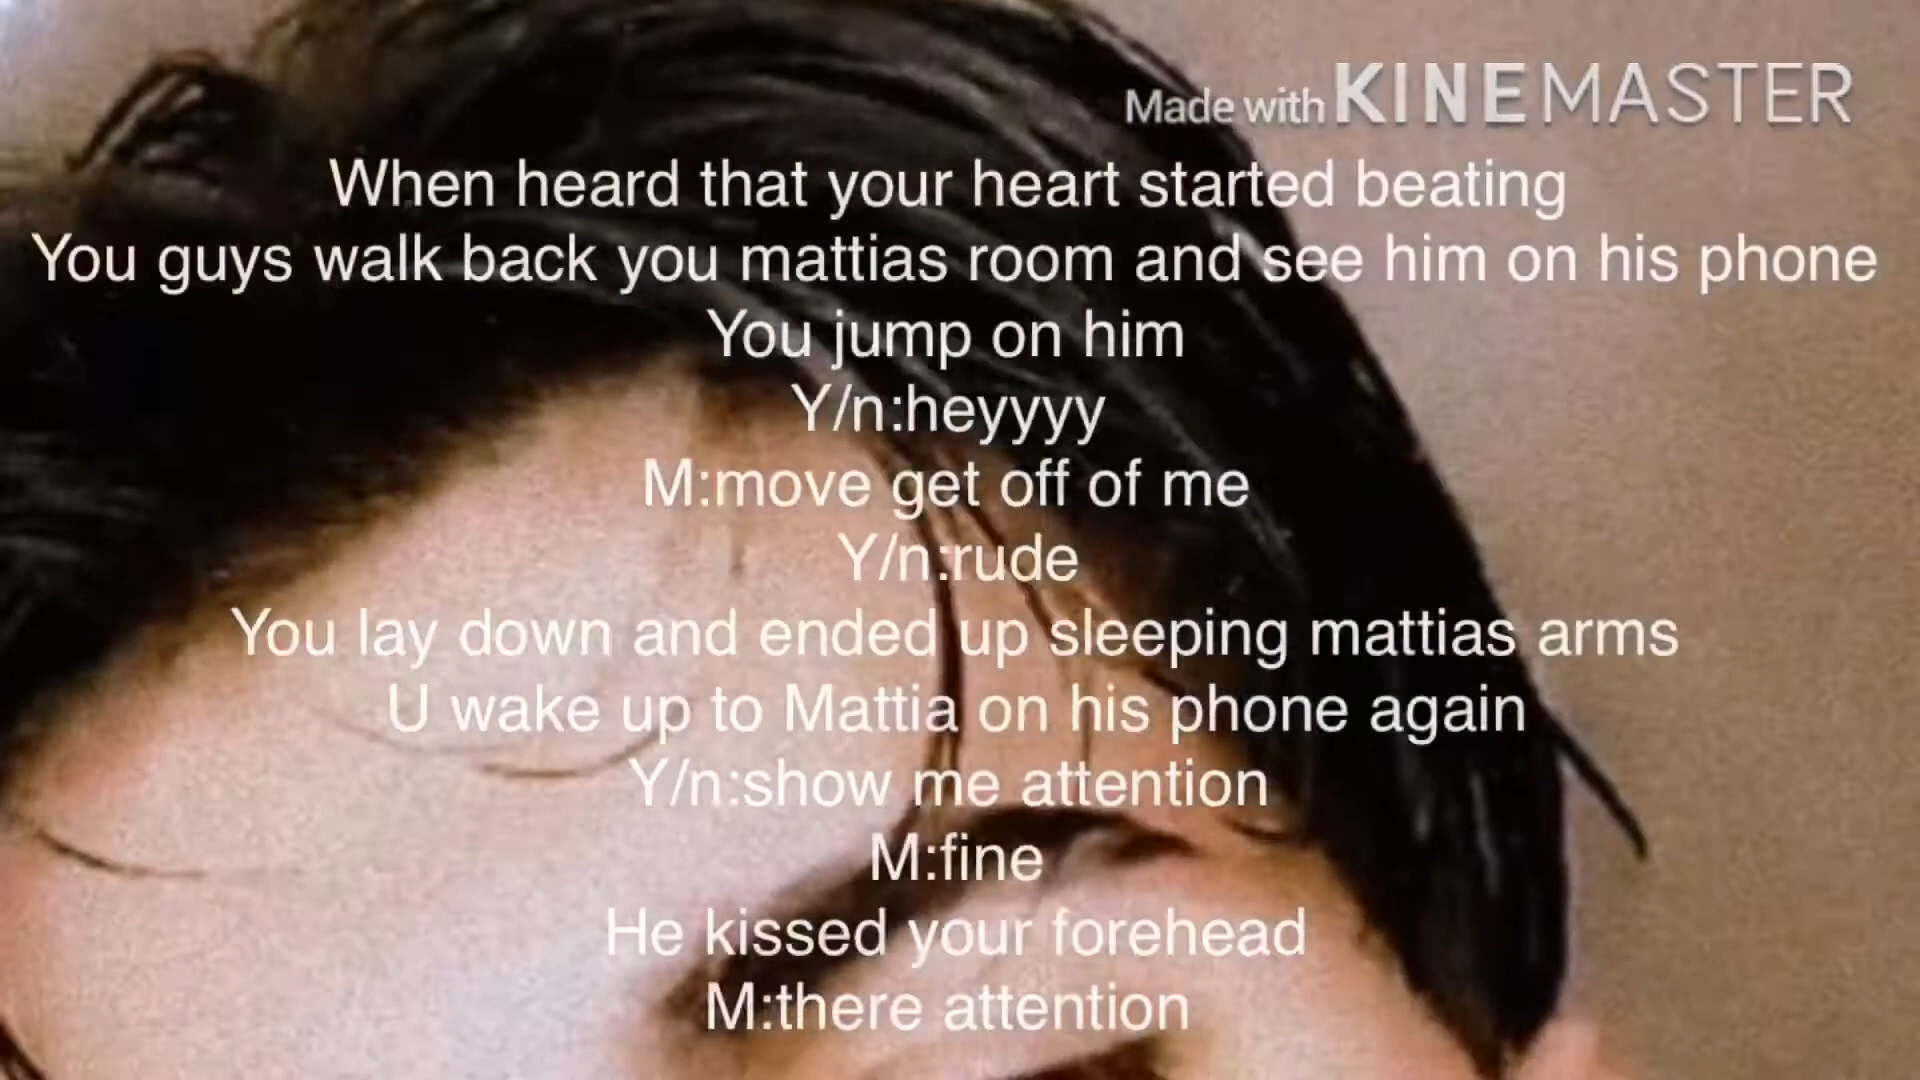 Made with KINEMASTER
When heard that your heart started beating
You guys walk back you mattias room and see him on his phone
You jump on him
Y/n:heyyyy
M:move get off of me
Y/n:rude
You lay down and ended up sleeping mattias arms
U wake up to Mattia on his phone again
Y/n:show me attention
M:fine
He kissed your forehead
M:there attention